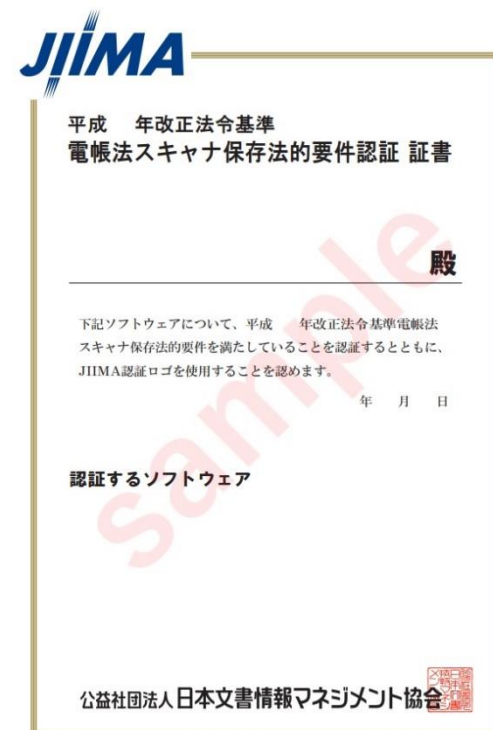 JIIMA
平成　年改正法令基準
電帳法スキャナ保存法的要件認証 証書
殿
下記ソフトウェアについて、平成　年改正法令基準電帳法
スキャナ保存法的要件を満たしていることを認証するとともに、
JIIMA認証ロゴを使用することを認めます。
年　月　日
sample
認証するソフトウェア
公益社団法人日本文書情報マネジメント協会